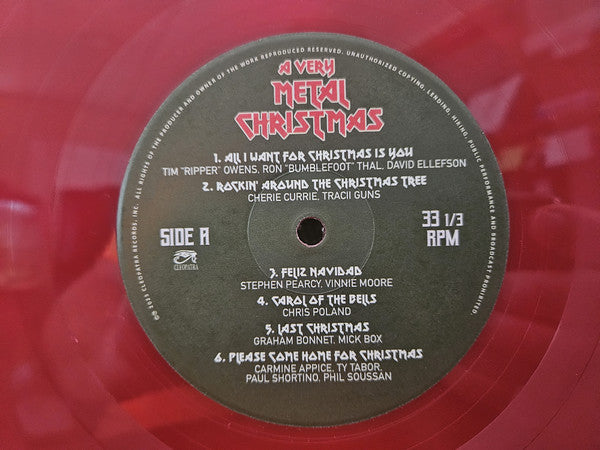 ALL RIGHTS OF THE PRODUCER AND OWNER OF THE WORK REPRODUCED RESERVED. UNAUTHORIZED COPYING, LENDING, HIRING, PUBLIC PERFORMANCE AND BROADCAST PROHIBITED.
A VERY
METAL
CHRISTMAS
1. ALL I WANT FOR CHRISTMAS IS YOU
TIM "RIPPER" OWENS, RON "BUMBLEFOOT" THAL, DAVID ELLEFSON
2. ROCKIN' AROUND THE CHRISTMAS TREE
CHERIE CURRIE, TRACII GUNS
SIDE A
CLEOPATRA
33 1/3
RPM
3. FELIZ NAVIDAD
STEPHEN PEARCY, VINNIE MOORE
4. CAROL OF THE BELLS
CHRIS POLAND
5. LAST CHRISTMAS
GRAHAM BONNET, MICK BOX
6. PLEASE COME HOME FOR CHRISTMAS
CARMINE APPICE, TY TABOR,
PAUL SHORTINO, PHIL SOUSSAN
2023 CLEOPATRA RECORDS, INC.